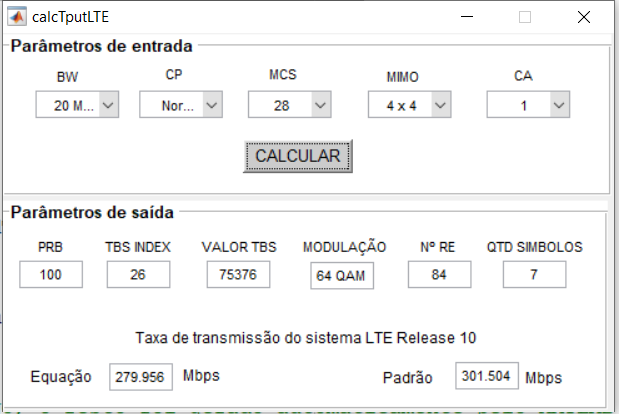 calcTputLTE
Parâmetros de entrada
BW CP MCS MIMO CA
20 M... Nor... 28 4 x 4 1
CALCULAR
Parâmetros de saída
PRB TBS INDEX VALOR TBS MODULAÇÃO Nº RE QTD SIMBOLOS
100 26 75376 64 QAM 84 7
Taxa de transmissão do sistema LTE Release 10
Equação 279.956 Mbps Padrão 301.504 Mbps